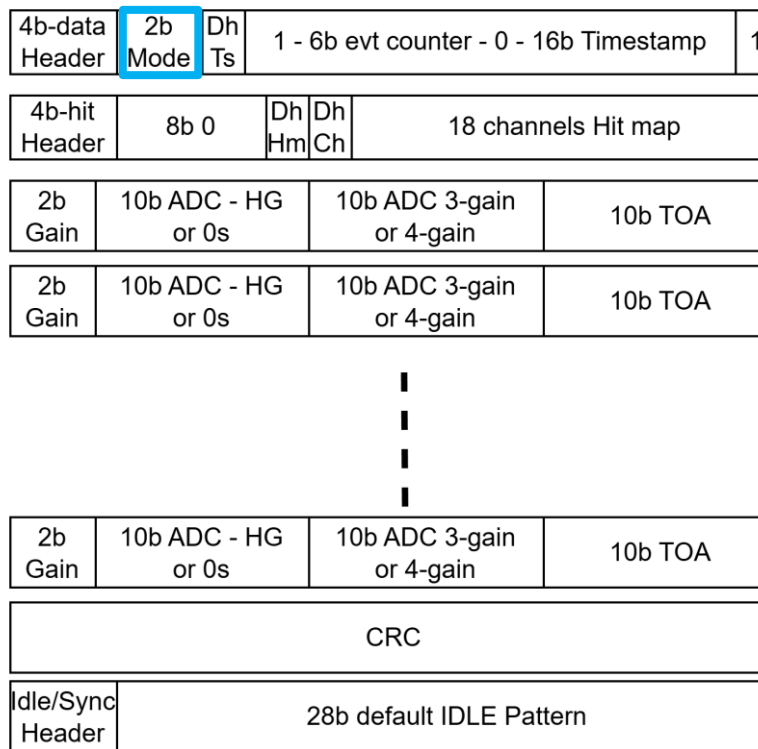 4b-data Header 2b Mode Dh Ts 1 - 6b evt counter - 0 - 16b Timestamp 1
4b-hit Header 8b 0 Dh Hm Dh Ch 18 channels Hit map
2b Gain 10b ADC - HG or 0s 10b ADC 3-gain or 4-gain 10b TOA
2b Gain 10b ADC - HG or 0s 10b ADC 3-gain or 4-gain 10b TOA
2b Gain 10b ADC - HG or 0s 10b ADC 3-gain or 4-gain 10b TOA
CRC
Idle/Sync Header 28b default IDLE Pattern